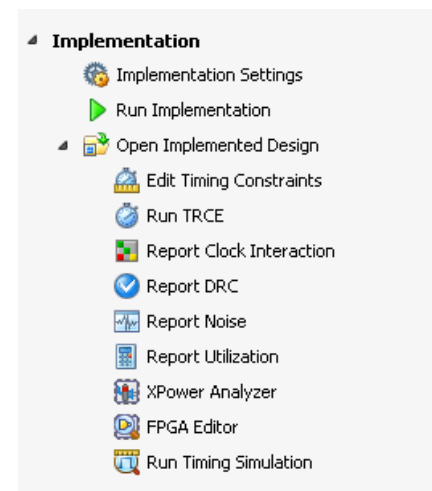 Implementation
Implementation Settings
Run Implementation
Open Implemented Design
Edit Timing Constraints
Run TRCE
Report Clock Interaction
Report DRC
Report Noise
Report Utilization
XPower Analyzer
FPGA Editor
Run Timing Simulation